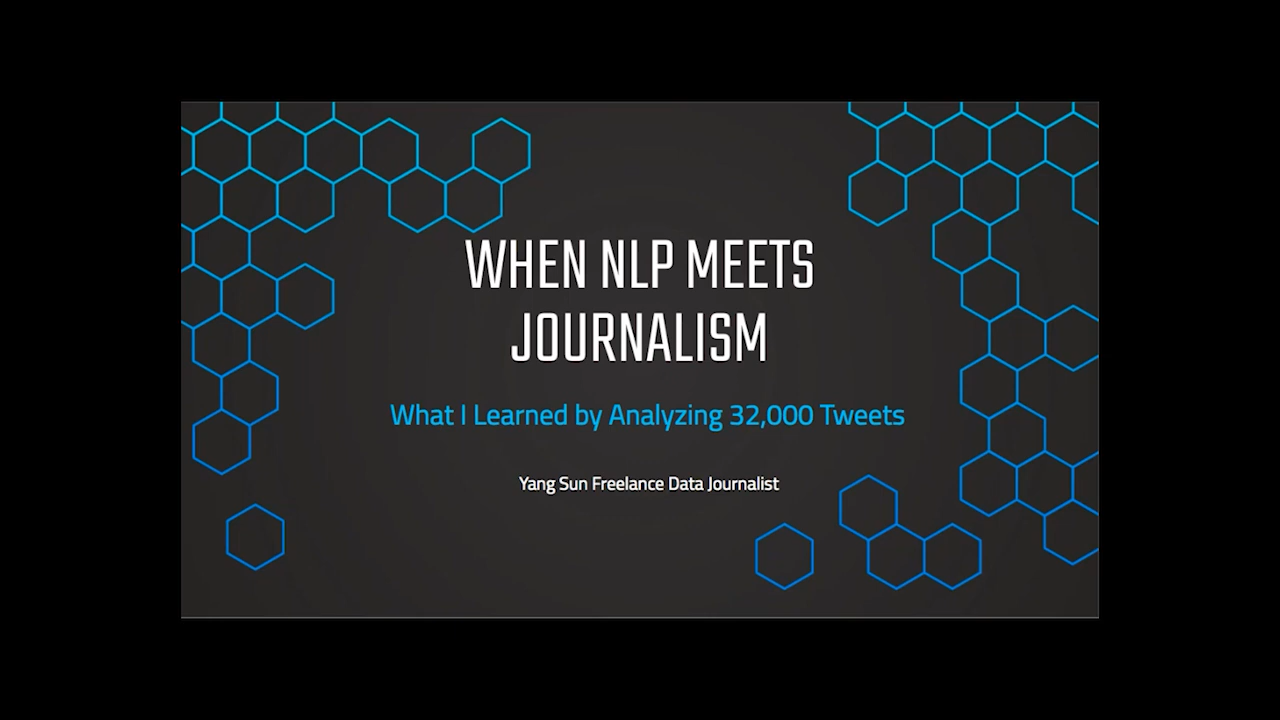 WHEN NLP MEETS
JOURNALISM
What I Learned by Analyzing 32,000 Tweets
Yang Sun Freelance Data Journalist